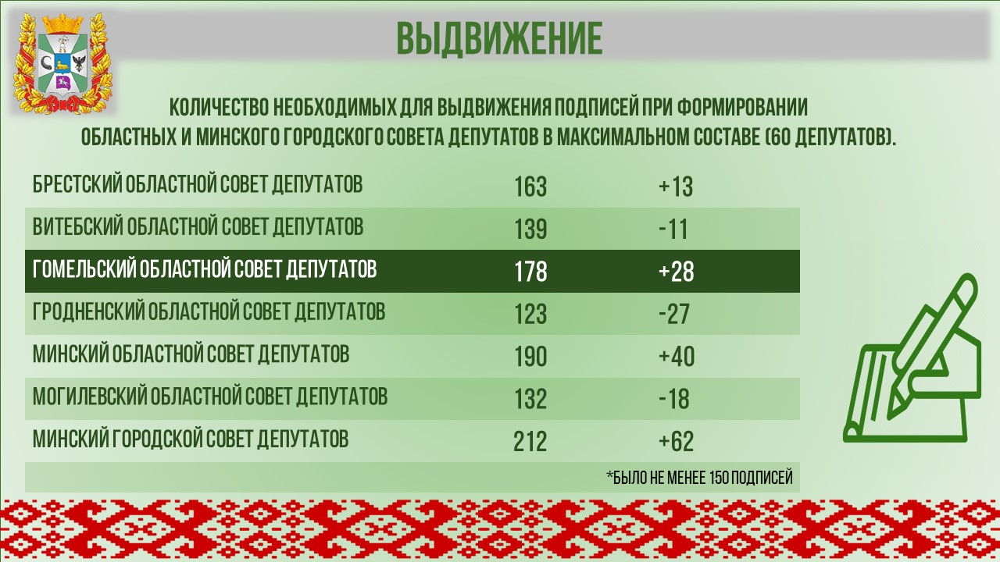 ВЫДВИЖЕНИЕ
КОЛИЧЕСТВО НЕОБХОДИМЫХ ДЛЯ ВЫДВИЖЕНИЯ ПОДПИСЕЙ ПРИ ФОРМИРОВАНИИ
ОБЛАСТНЫХ И МИНСКОГО ГОРОДСКОГО СОВЕТА ДЕПУТАТОВ В МАКСИМАЛЬНОМ СОСТАВЕ (60 ДЕПУТАТОВ).
БРЕСТСКИЙ ОБЛАСТНОЙ СОВЕТ ДЕПУТАТОВ 163 +13
ВИТЕБСКИЙ ОБЛАСТНОЙ СОВЕТ ДЕПУТАТОВ 139 -11
ГОМЕЛЬСКИЙ ОБЛАСТНОЙ СОВЕТ ДЕПУТАТОВ 178 +28
ГРОДНЕНСКИЙ ОБЛАСТНОЙ СОВЕТ ДЕПУТАТОВ 123 -27
МИНСКИЙ ОБЛАСТНОЙ СОВЕТ ДЕПУТАТОВ 190 +40
МОГИЛЕВСКИЙ ОБЛАСТНОЙ СОВЕТ ДЕПУТАТОВ 132 -18
МИНСКИЙ ГОРОДСКОЙ СОВЕТ ДЕПУТАТОВ 212 +62
*БЫЛО НЕ МЕНЕЕ 150 ПОДПИСЕЙ